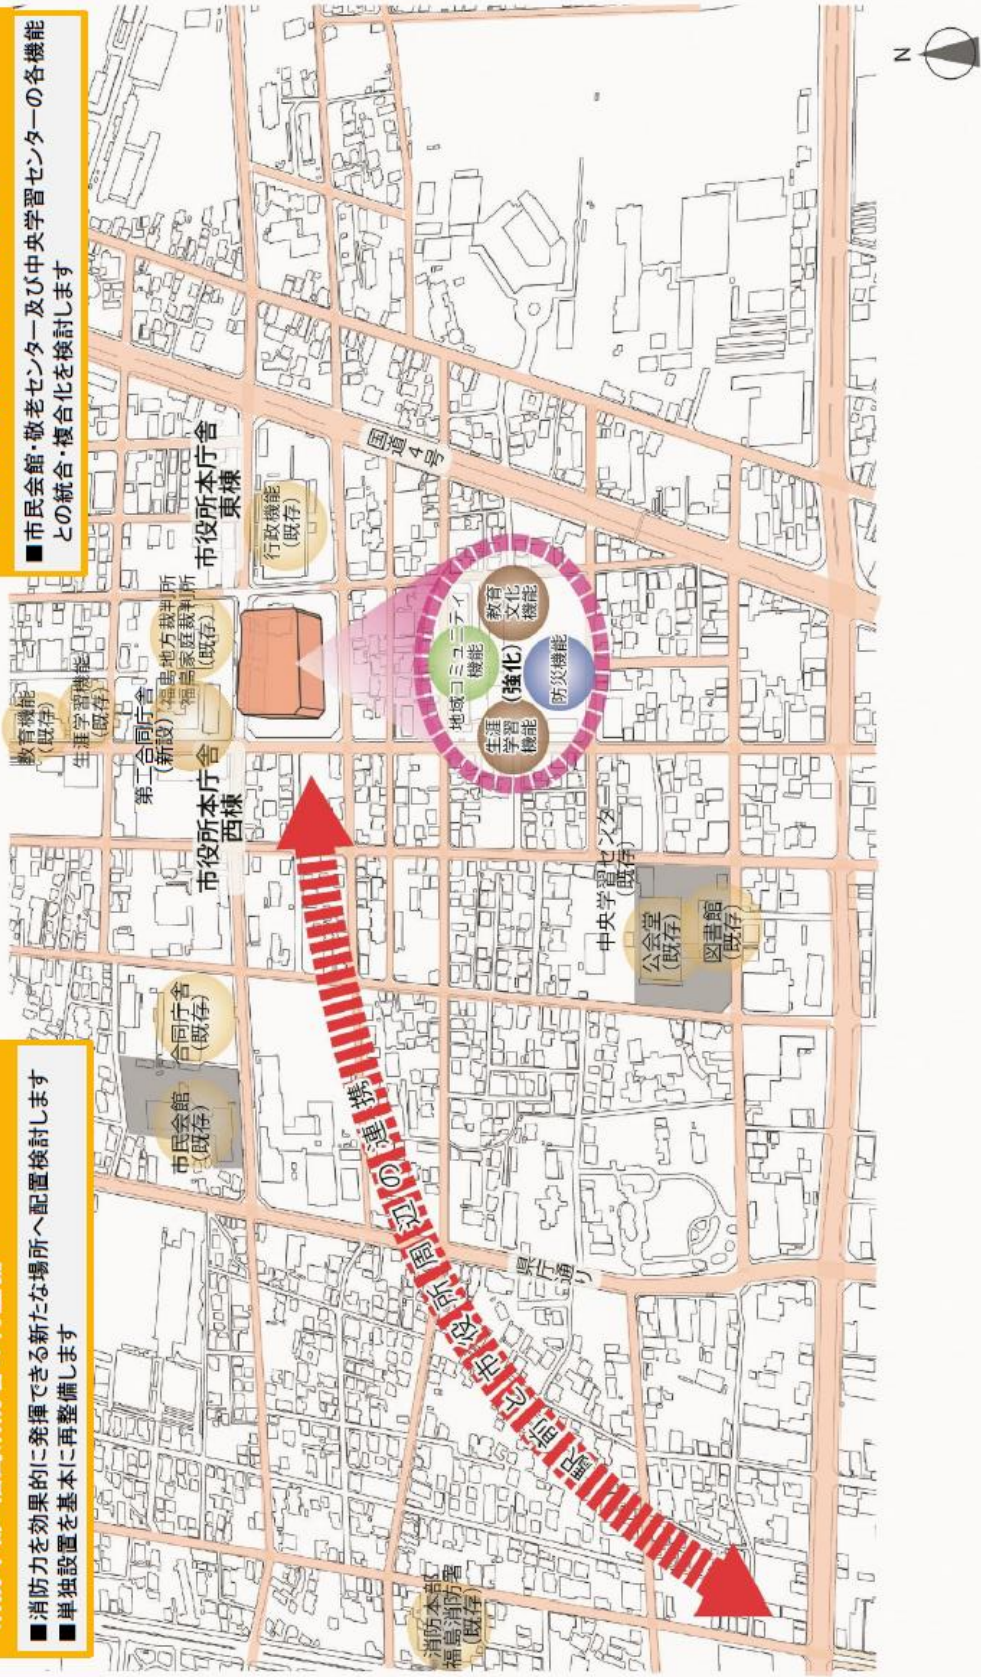 ■消防力を効果的に発揮できる新たな場所へ配置検討します
■単独設置を基本に再整備します
■市民会館・敬老センター及び中央学習センターの各機能
との統合・複合化を検討します
教育機能
(既存)
生涯学習機能
(既存)
第二合同庁舎
(新設)
福島地方裁判所
福島家庭裁判所
(既存)
市役所本庁舎
西棟
市役所本庁舎
東棟
行政機能
(既存)
国道4号
合同庁舎
(既存)
市民会館
(既存)
地域コミュニティ
機能
(強化)
生涯
学習
機能
教育
文化
機能
防災機能
中央学習センター
(既存)
公会堂
(既存)
図書館
(既存)
県庁通り
駅前と市役所周辺の連携
消防本部
福島消防署
(既存)
N